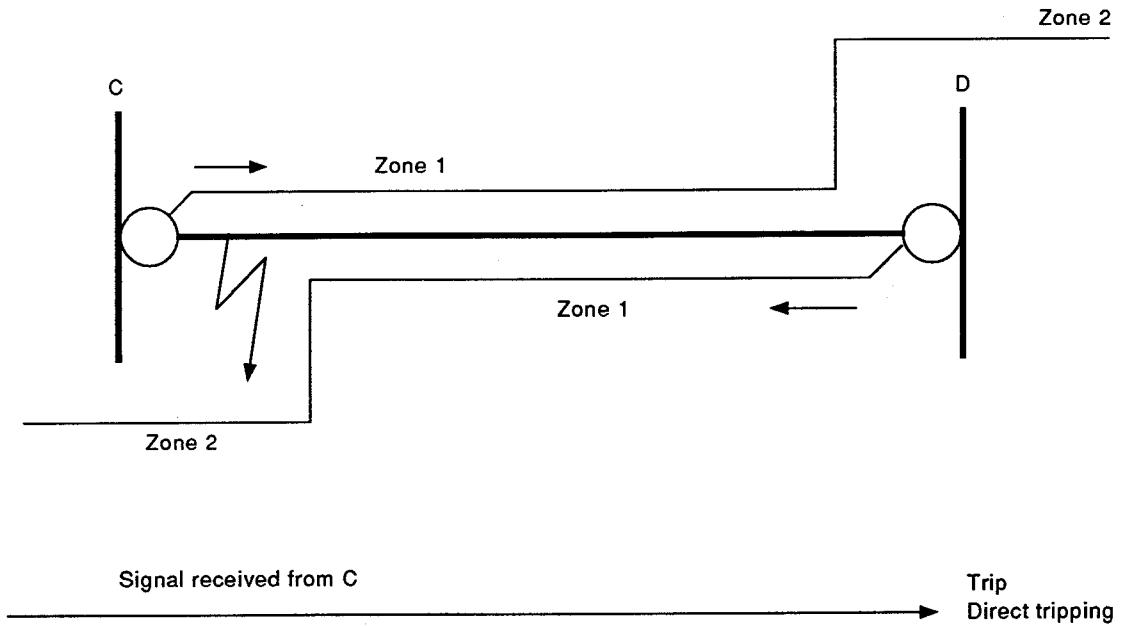 Zone 2
C
D
Zone 1
Zone 1
Zone 2
Signal received from C
Trip
Direct tripping